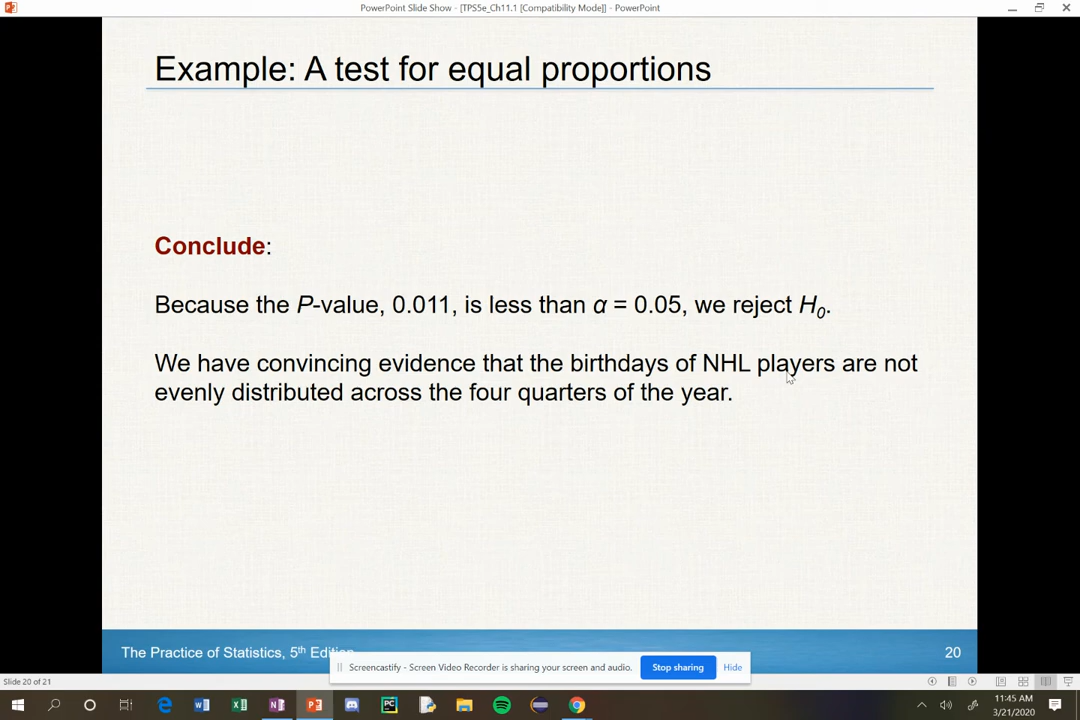 PowerPoint Slide Show - [TPS5e_Ch11.1 [Compatibility Mode]] - PowerPoint
Example: A test for equal proportions
Conclude:
Because the P-value, 0.011, is less than α = 0.05, we reject H0.
We have convincing evidence that the birthdays of NHL players are not
evenly distributed across the four quarters of the year.
The Practice of Statistics, 5th Edition
20
Screencastify - Screen Video Recorder is sharing your screen and audio.
Stop sharing
Hide
Slide 20 of 21
11:45 AM
3/21/2020